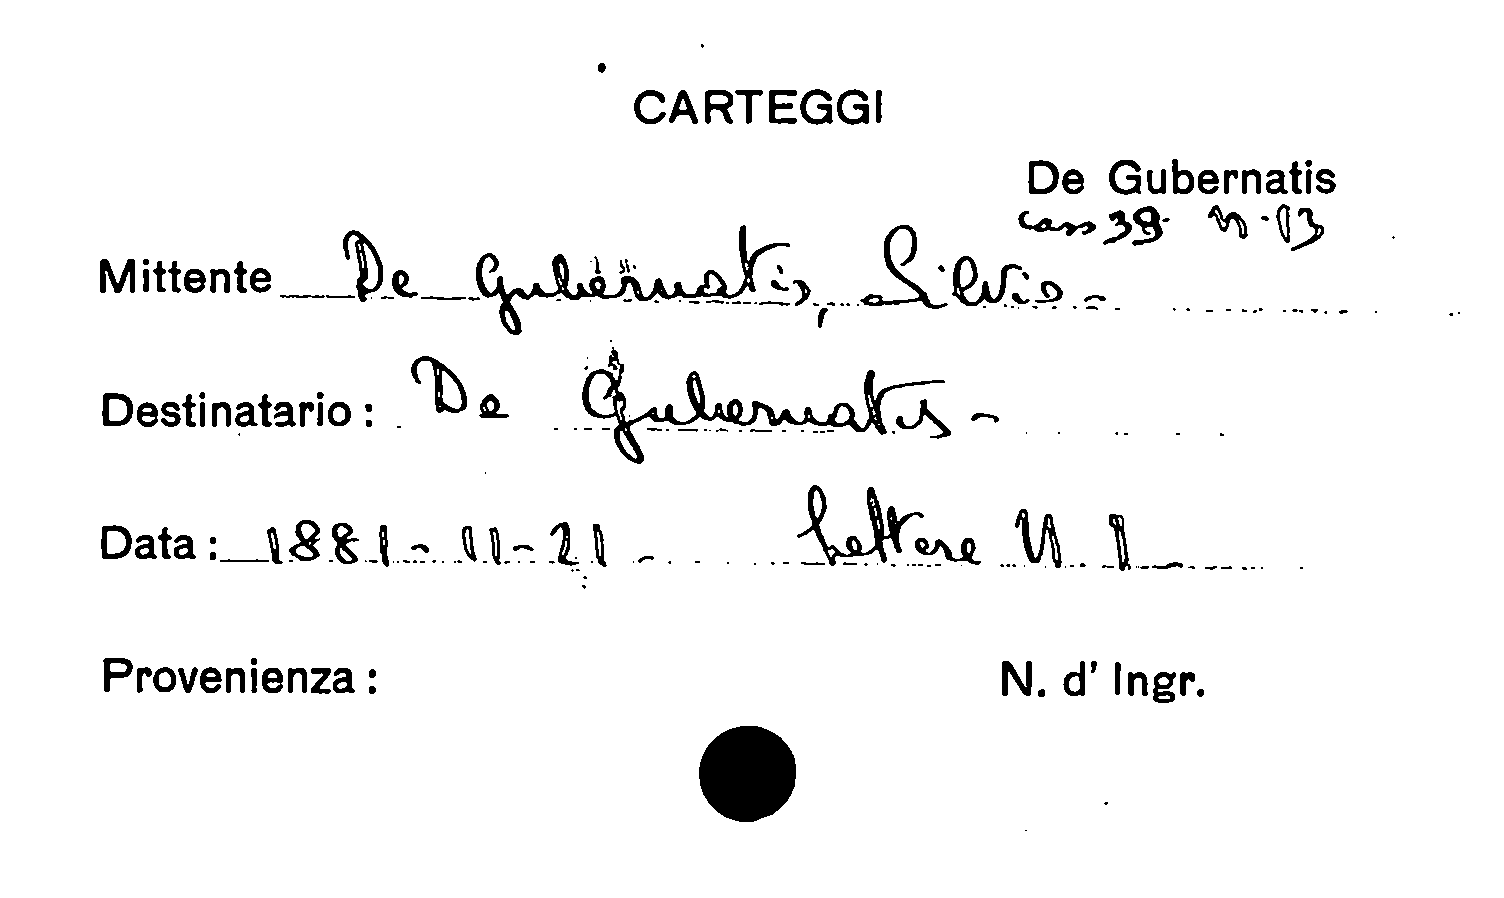 CARTEGGI
De Gubernatis
cass 39 N. 13
Mittente De Gubernatis, Silvio -
Destinatario : De Gubernatis -
Data : 1881 - 11 - 21 - Lettere N. 1
Provenienza : N. d' Ingr.